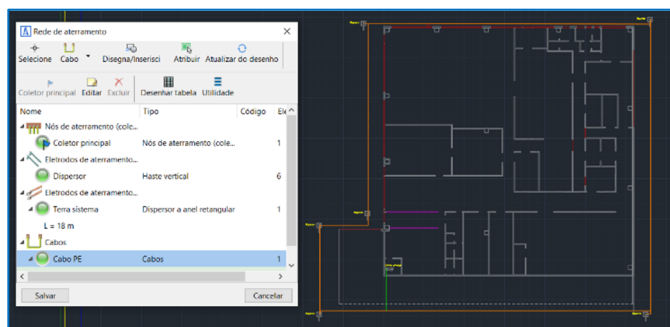 Rede de aterramento
Selecione Cabo Disegna/Inserisci Atribuir Atualizar do desenho
Coletor principal Editar Excluir Desenhar tabela Utilidade
Nome Tipo Código Ele
Nós de aterramento (cole...
Coletor principal Nós de aterramento (cole... 1
Eletrodos de aterramento...
Dispersor Haste vertical 6
Eletrodos de aterramento...
Terra sistema Dispersor a anel retangular 1
L = 18 m
Cabos
Cabo PE Cabos 1
Salvar Cancelar